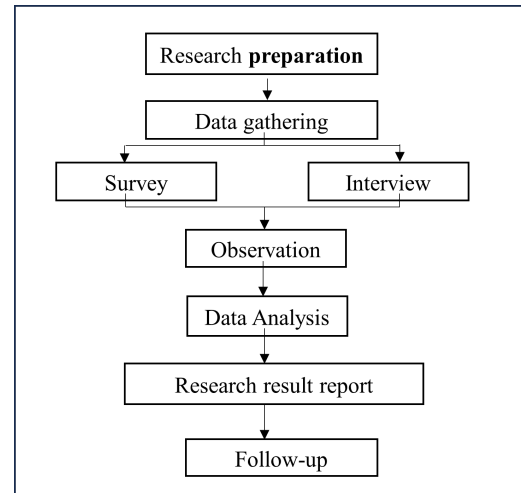 Research preparation
Data gathering
Survey
Interview
Observation
Data Analysis
Research result report
Follow-up